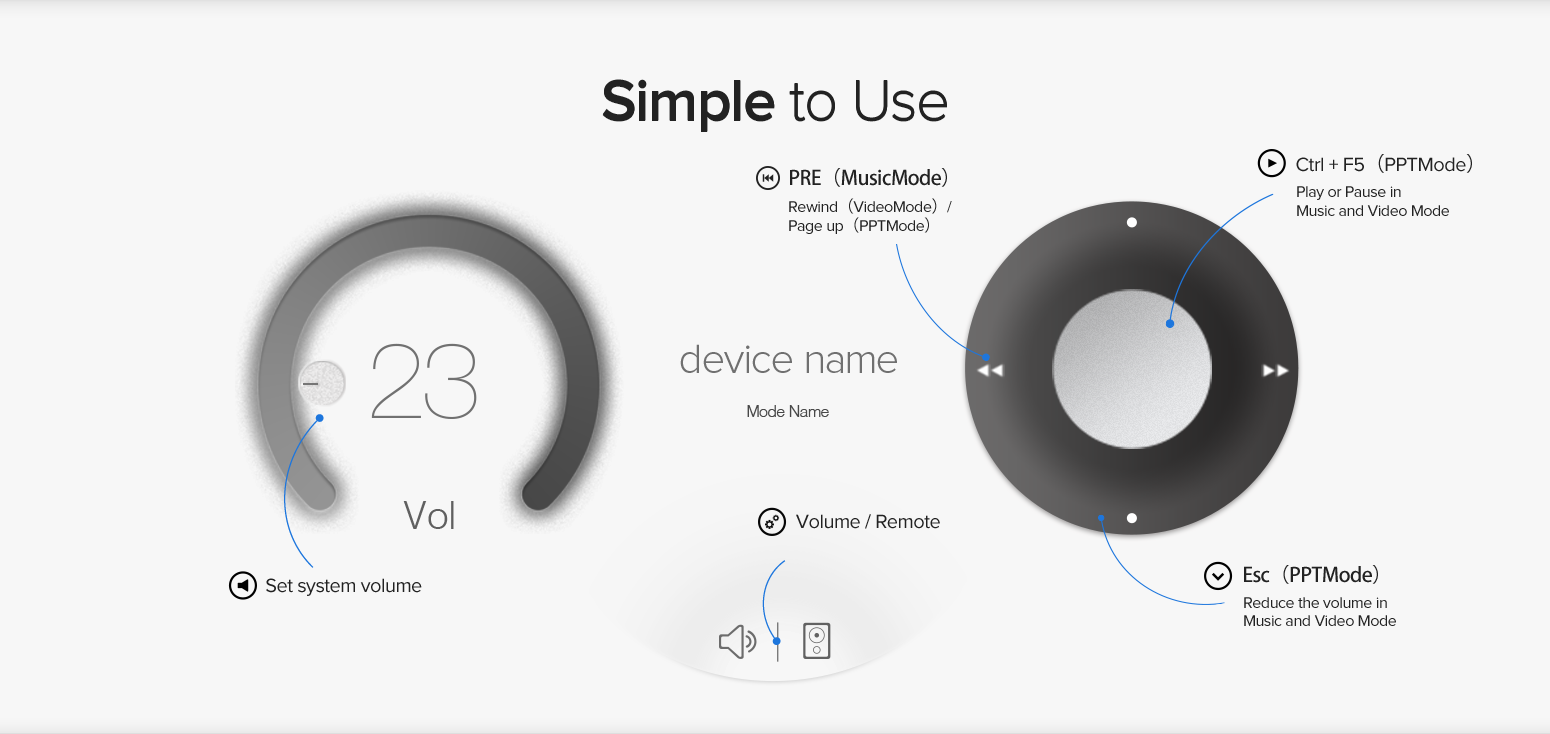 Simple to Use
PRE（MusicMode）
Rewind（VideoMode）/
Page up（PPTMode）
Ctrl + F5（PPTMode）
Play or Pause in
Music and Video Mode
23
Vol
Set system volume
device name
Mode Name
Volume / Remote
Esc（PPTMode）
Reduce the volume in
Music and Video Mode